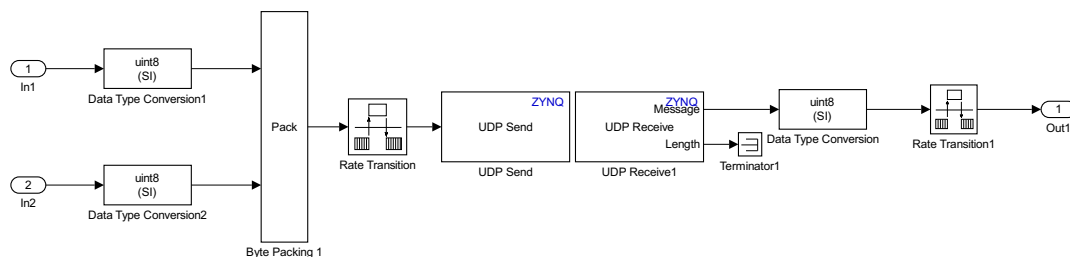 1
In1
uint8
(SI)
Data Type Conversion1
2
In2
uint8
(SI)
Data Type Conversion2
Pack
Byte Packing 1
Rate Transition
ZYNQ
UDP Send
UDP Send
ZYNQ
Message
UDP Receive
Length
UDP Receive1
Terminator1
uint8
(SI)
Data Type Conversion
Rate Transition1
1
Out1